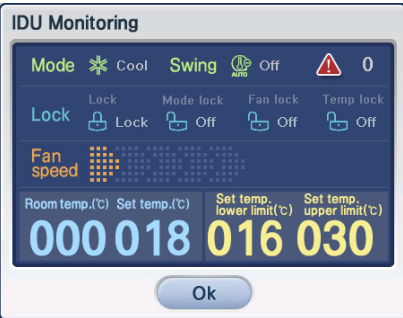 IDU Monitoring
Mode Cool Swing AUTO Off 0
Lock Mode lock Fan lock Temp lock
Lock Lock Off Off Off
Fan
speed
Room temp.(℃) Set temp.(℃) Set temp.
lower limit(℃) Set temp.
upper limit(℃)
000 018 016 030
Ok